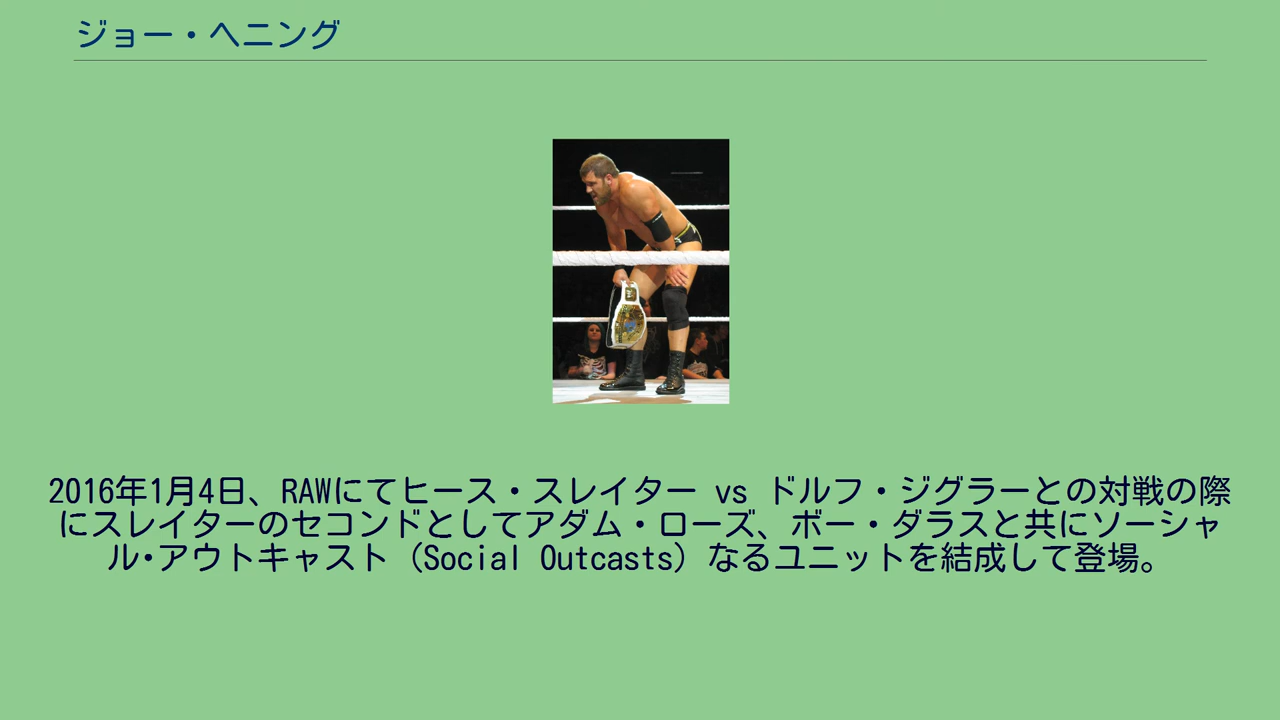 ジョー・ヘニング
2016年1月4日、RAWにてヒース・スレイター vs ドルフ・ジグラーとの対戦の際
にスレイターのセコンドとしてアダム・ローズ、ボー・ダラスと共にソーシャ
ル･アウトキャスト（Social Outcasts）なるユニットを結成して登場。